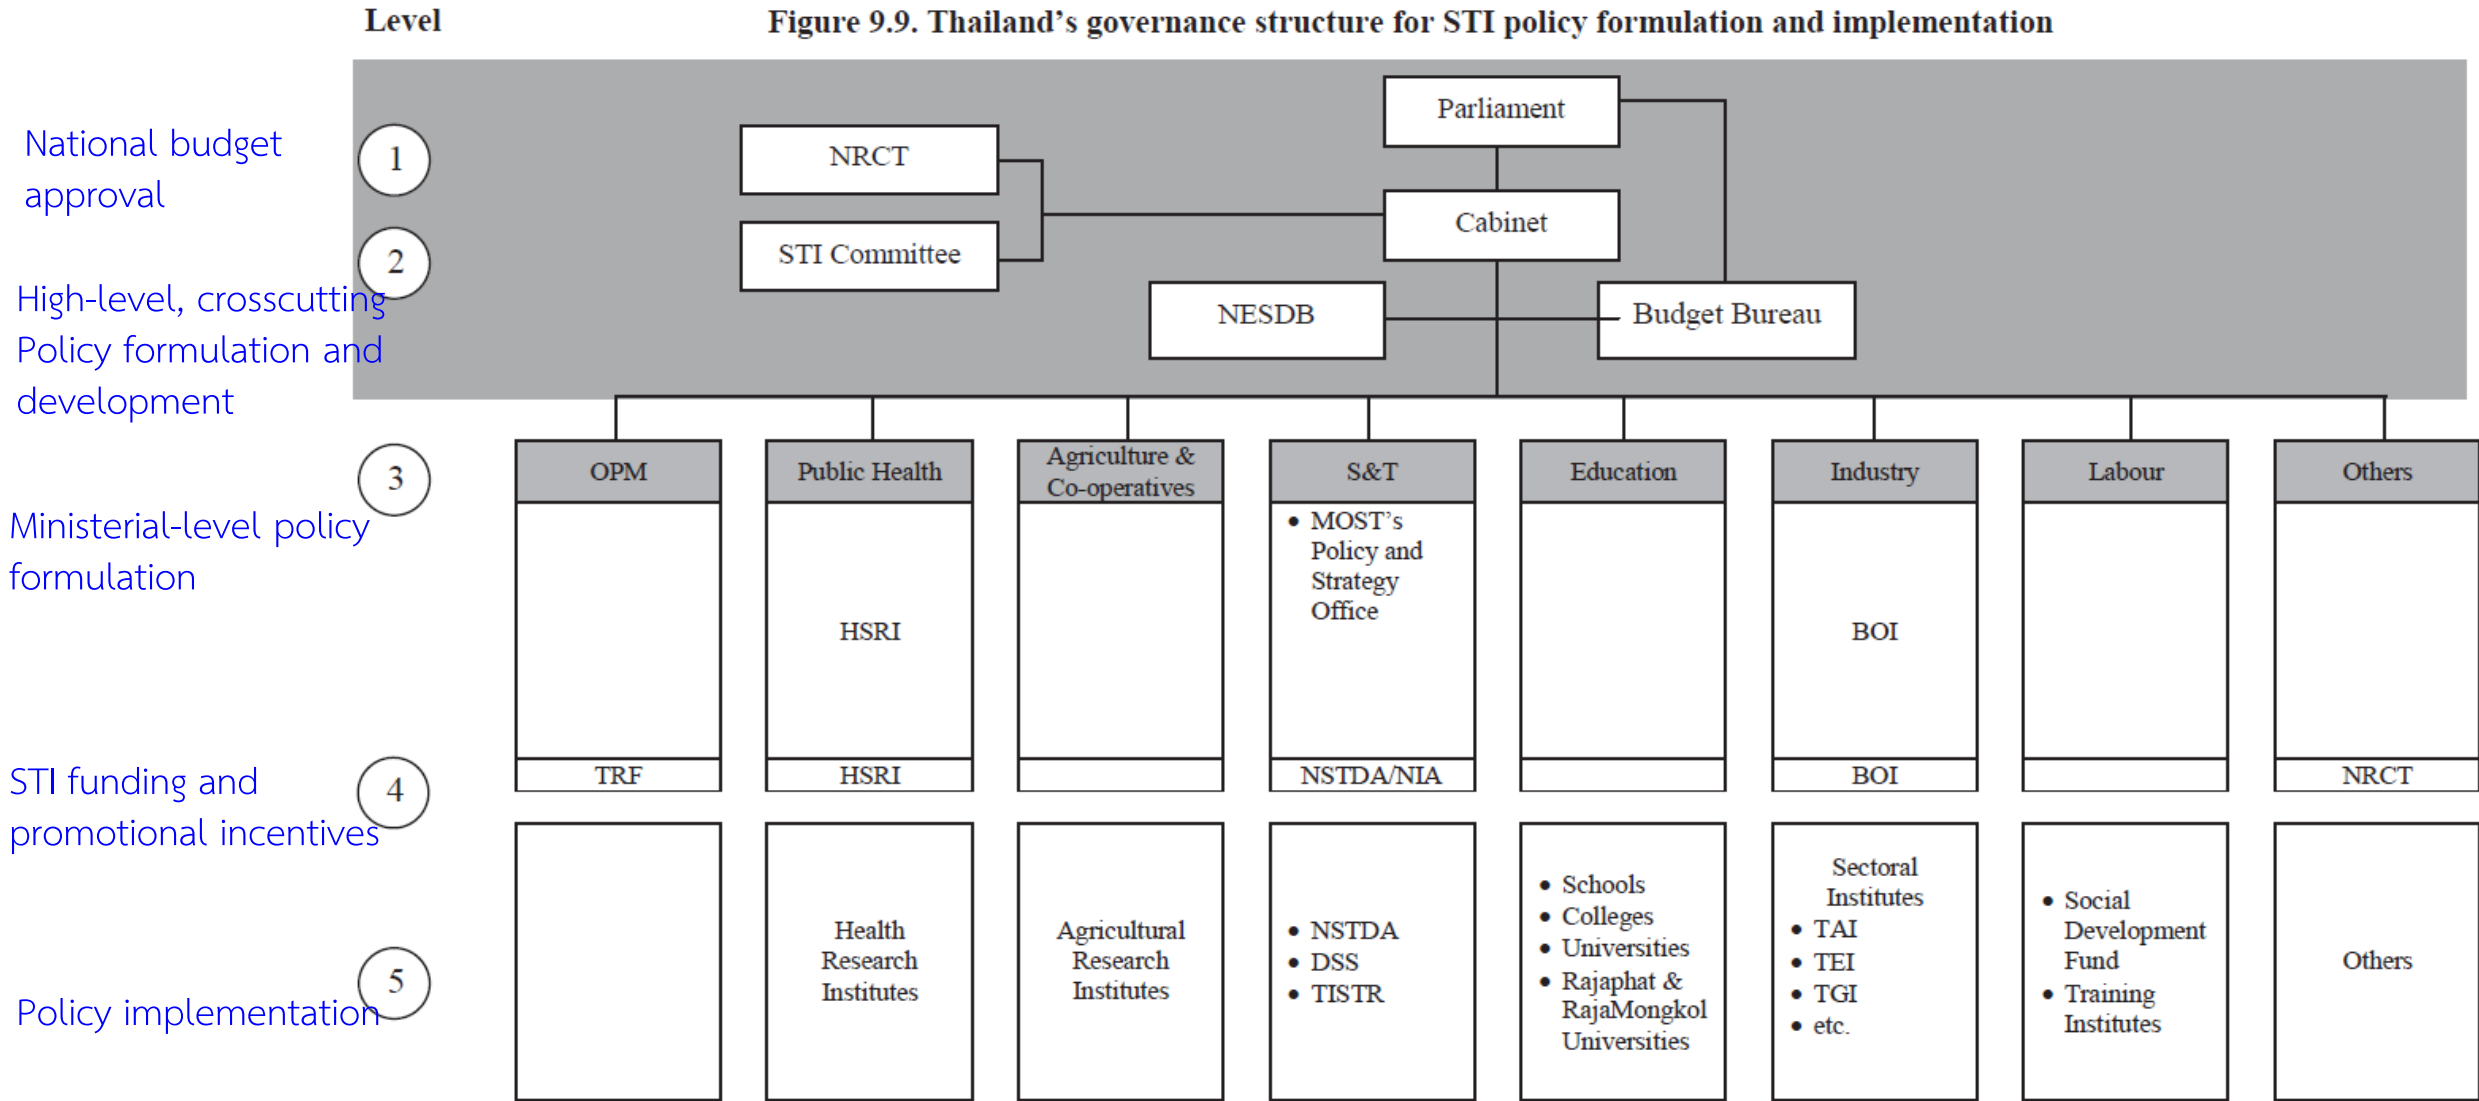 Level
Figure 9.9. Thailand's governance structure for STI policy formulation and implementation
National budget
approval
1
2
High-level, crosscutting
Policy formulation and
development
Parliament
NRCT
Cabinet
STI Committee
NESDB
Budget Bureau
3
Ministerial-level policy
formulation
OPM
Public Health
Agriculture &
Co-operatives
S&T
Education
Industry
Labour
Others
HSRI
• MOST's
Policy and
Strategy
Office
BOI
STI funding and
promotional incentives
4
TRF
HSRI
NSTDA/NIA
BOI
NRCT
Policy implementation
5
Health
Research
Institutes
Agricultural
Research
Institutes
• NSTDA
• DSS
• TISTR
• Schools
• Colleges
• Universities
• Rajaphat &
RajaMongkol
Universities
Sectoral
Institutes
• TAI
• TEI
• TGI
• etc.
• Social
Development
Fund
• Training
Institutes
Others